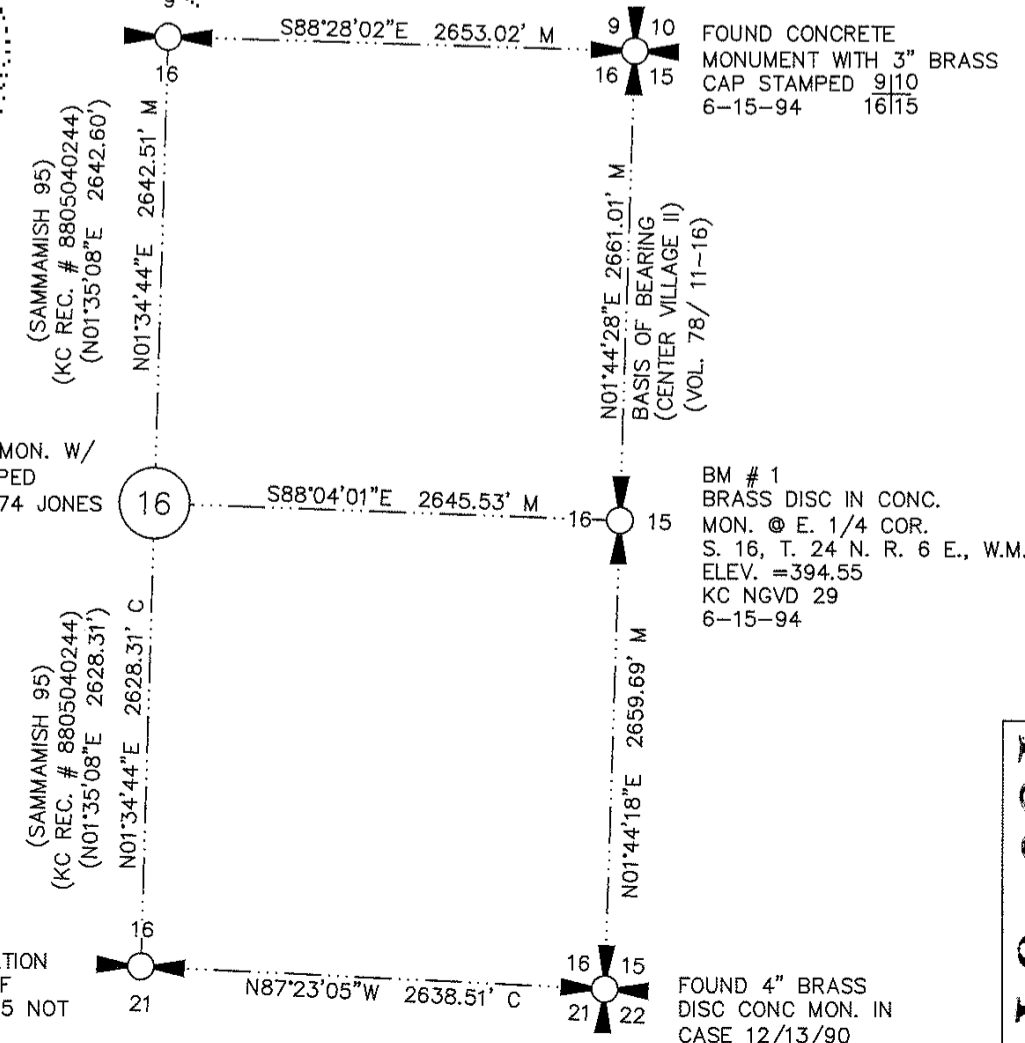 9
16
S88°28'02"E 2653.02' M
9 10
16 15
FOUND CONCRETE
MONUMENT WITH 3" BRASS
CAP STAMPED 9|10
6-15-94 16|15
(SAMMAMISH 95)
(KC REC. # 8805040244)
(N01°35'08"E 2642.60')
N01°34'44"E 2642.51' M
N01°44'28"E 2661.01' M
BASIS OF BEARING
(CENTER VILLAGE II)
(VOL. 78/ 11-16)
MON. W/
PED
74 JONES
16
S88°04'01"E 2645.53' M
16 15
BM # 1
BRASS DISC IN CONC.
MON. @ E. 1/4 COR.
S. 16, T. 24 N. R. 6 E., W.M.
ELEV. =394.55
KC NGVD 29
6-15-94
(SAMMAMISH 95)
(KC REC. # 8805040244)
(N01°35'08"E 2628.31')
N01°34'44"E 2628.31' C
N01°44'18"E 2659.69' M
16
21
TION
F
5 NOT
N87°23'05"W 2638.51' C
16 15
21 22
FOUND 4" BRASS
DISC CONC MON. IN
CASE 12/13/90